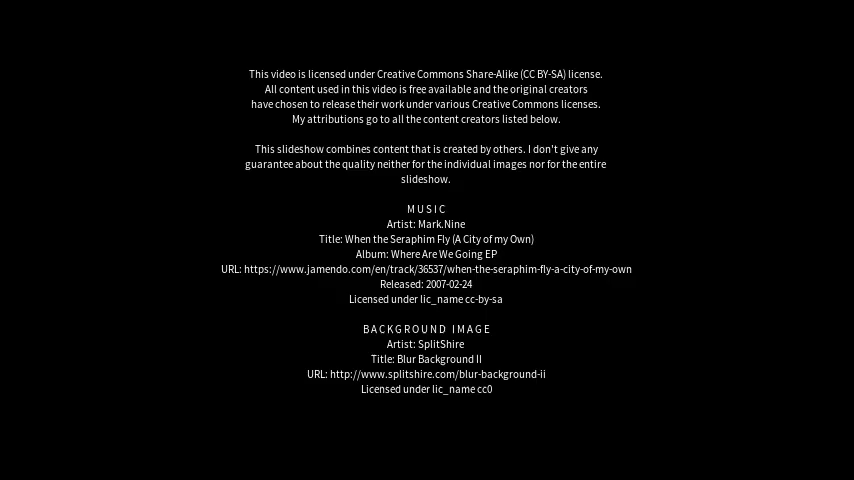 This video is licensed under Creative Commons Share-Alike (CC BY-SA) license.
All content used in this video is free available and the original creators
have chosen to release their work under various Creative Commons licenses.
My attributions go to all the content creators listed below.
This slideshow combines content that is created by others. I don't give any
guarantee about the quality neither for the individual images nor for the entire
slideshow.
MUSIC
Artist: Mark.Nine
Title: When the Seraphim Fly (A City of my Own)
Album: Where Are We Going EP
URL: https://www.jamendo.com/en/track/36537/when-the-seraphim-fly-a-city-of-my-own
Released: 2007-02-24
Licensed under lic_name cc-by-sa
BACKGROUND IMAGE
Artist: SplitShire
Title: Blur Background II
URL: http://www.splitshire.com/blur-background-ii
Licensed under lic_name cc0